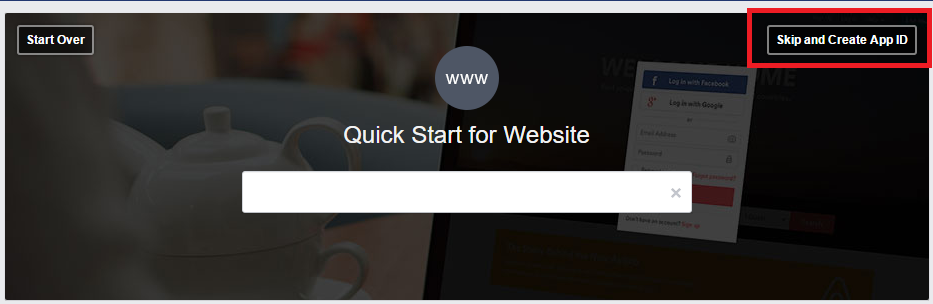 Start Over
Skip and Create App ID
www
Quick Start for Website
Log in with Facebook
Log in with Google
or
Email Address
Password
Don't have an account? Sign up